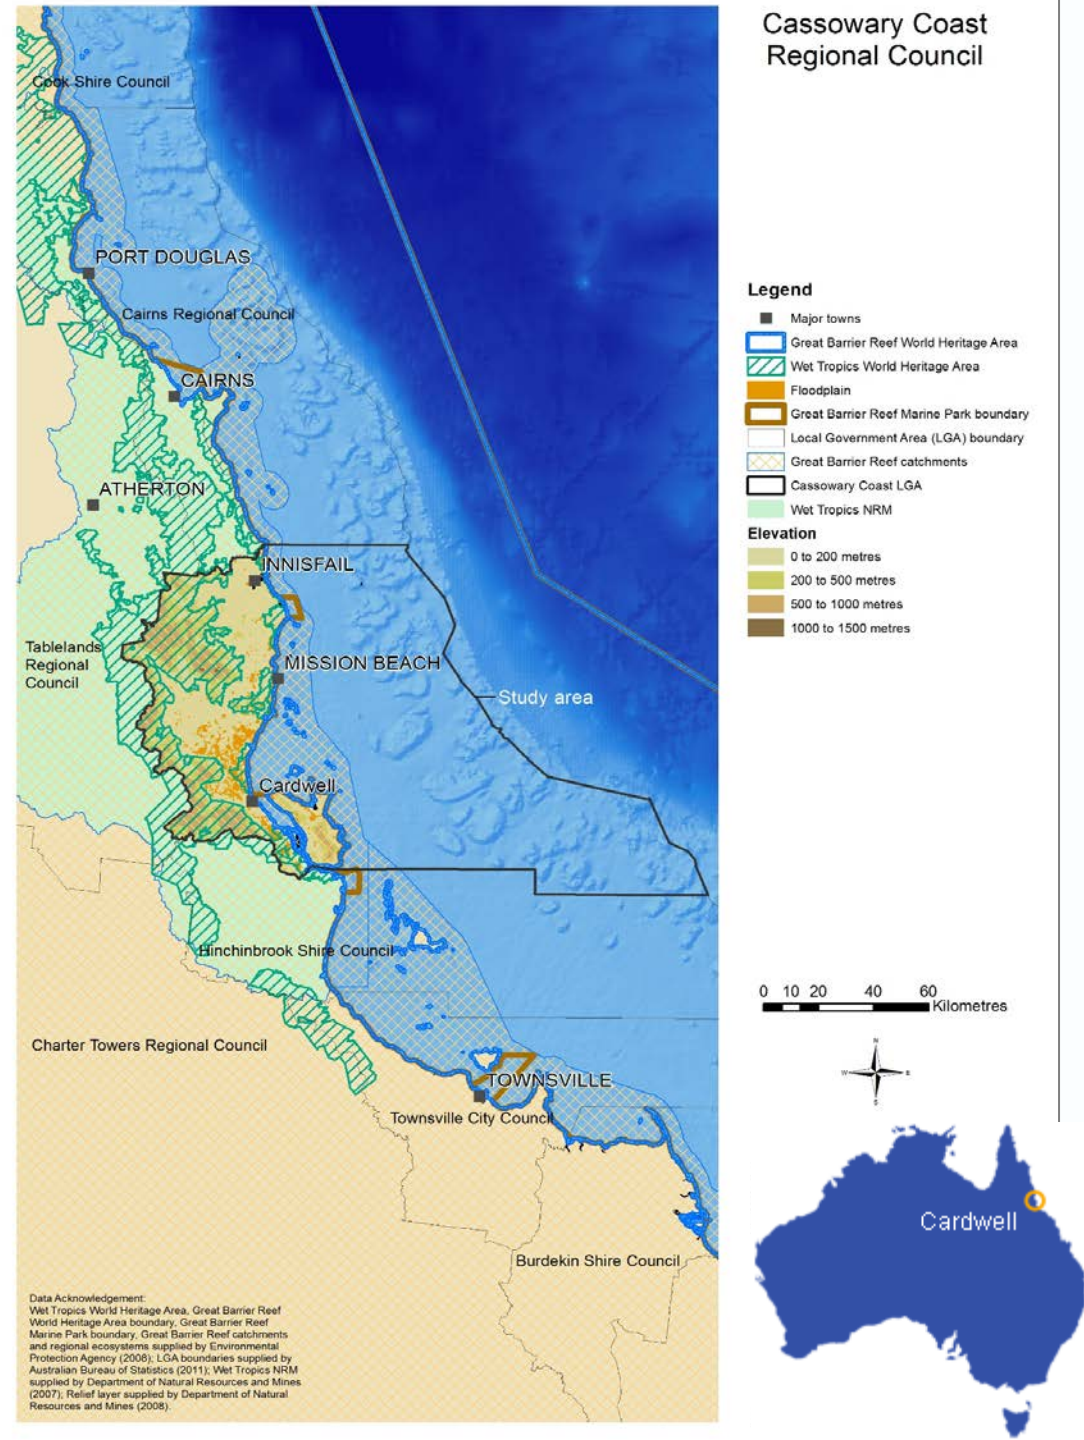 Cassowary Coast
Regional Council
Cook Shire Council
PORT DOUGLAS
Cairns Regional Council
CAIRNS
ATHERTON
INNISFAIL
Tablelands
Regional
Council
MISSION BEACH
Study area
Cardwell
Hinchinbrook Shire Council
Charter Towers Regional Council
TOWNSVILLE
Townsville City Council
Burdekin Shire Council
Data Acknowledgement:
Wet Tropics World Heritage Area, Great Barrier Reef
World Heritage Area boundary, Great Barrier Reef
Marine Park boundary, Great Barrier Reef catchments
and regional ecosystems supplied by Environmental
Protection Agency (2008); LGA boundaries supplied by
Australian Bureau of Statistics (2011); Wet Tropics NRM
supplied by Department of Natural Resources and Mines
(2007); Relief layer supplied by Department of Natural
Resources and Mines (2008).
Legend
Major towns
Great Barrier Reef World Heritage Area
Wet Tropics World Heritage Area
Floodplain
Great Barrier Reef Marine Park boundary
Local Government Area (LGA) boundary
Great Barrier Reef catchments
Cassowary Coast LGA
Wet Tropics NRM
Elevation
0 to 200 metres
200 to 500 metres
500 to 1000 metres
1000 to 1500 metres
0 10 20 40 60
Kilometres
N
W E
S
Cardwell